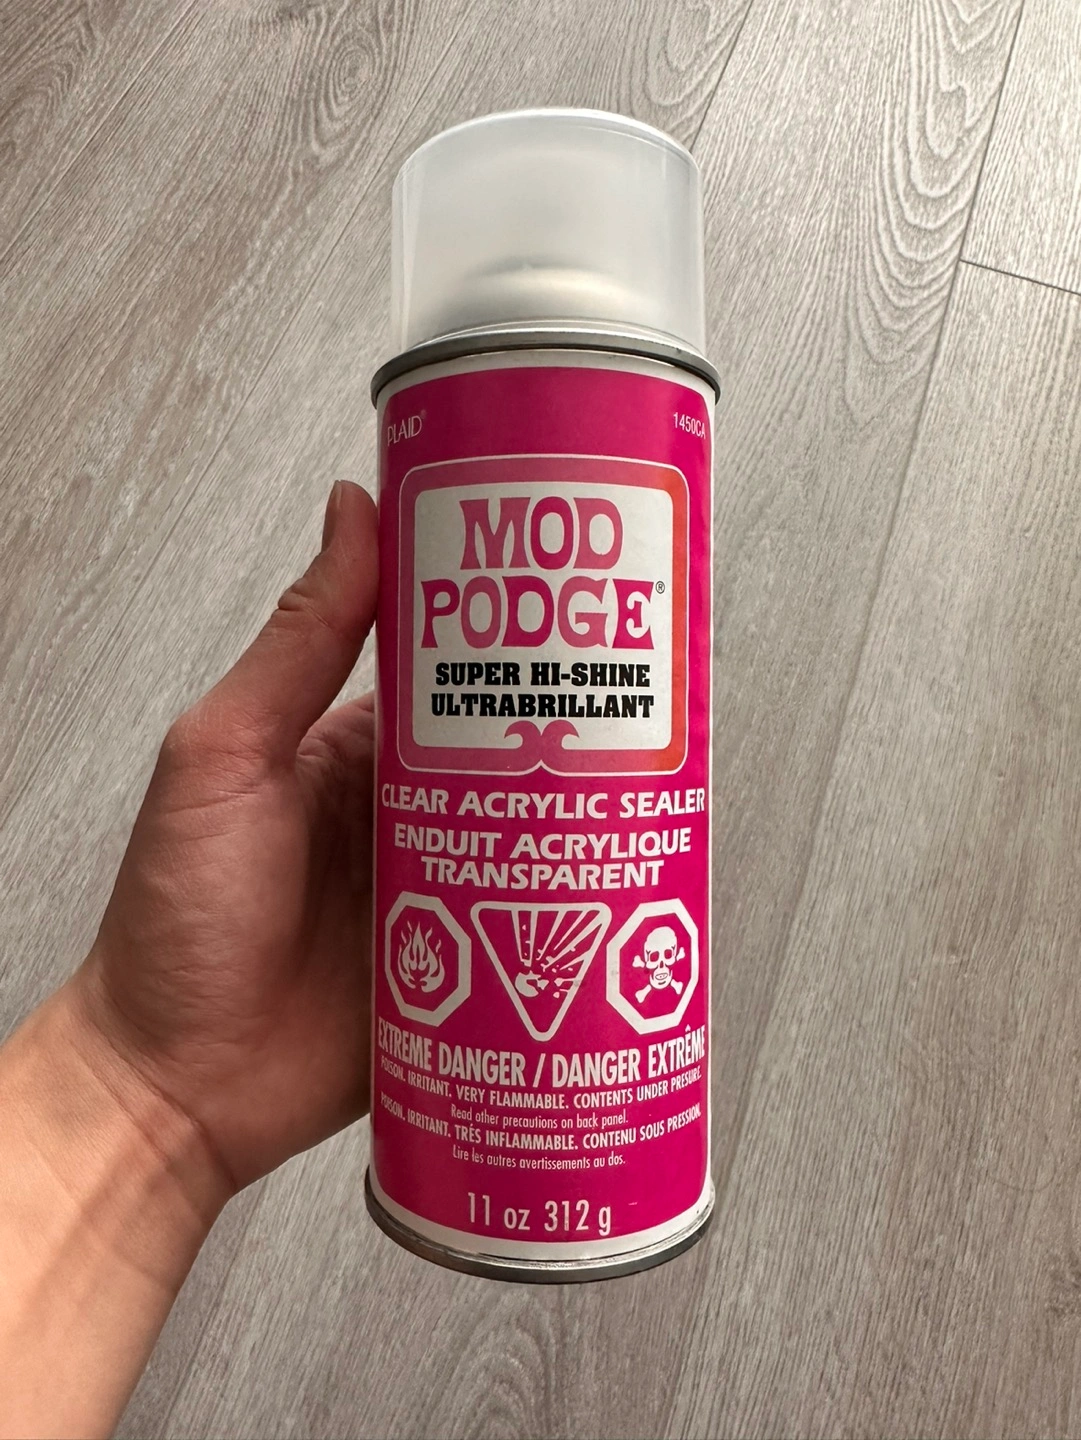 PLAID®
1450CA
MOD
PODGE®
SUPER HI-SHINE
ULTRABRILLANT
CLEAR ACRYLIC SEALER
ENDUIT ACRYLIQUE
TRANSPARENT
EXTREME DANGER / DANGER EXTRÊME
POISON. IRRITANT. VERY FLAMMABLE. CONTENTS UNDER PRESURE.
Read other precautions on back panel.
POISON. IRRITANT. TRÉS INFLAMMABLE. CONTENU SOUS PRESSION.
Lire les autres avertissements au dos.
11 oz 312 g